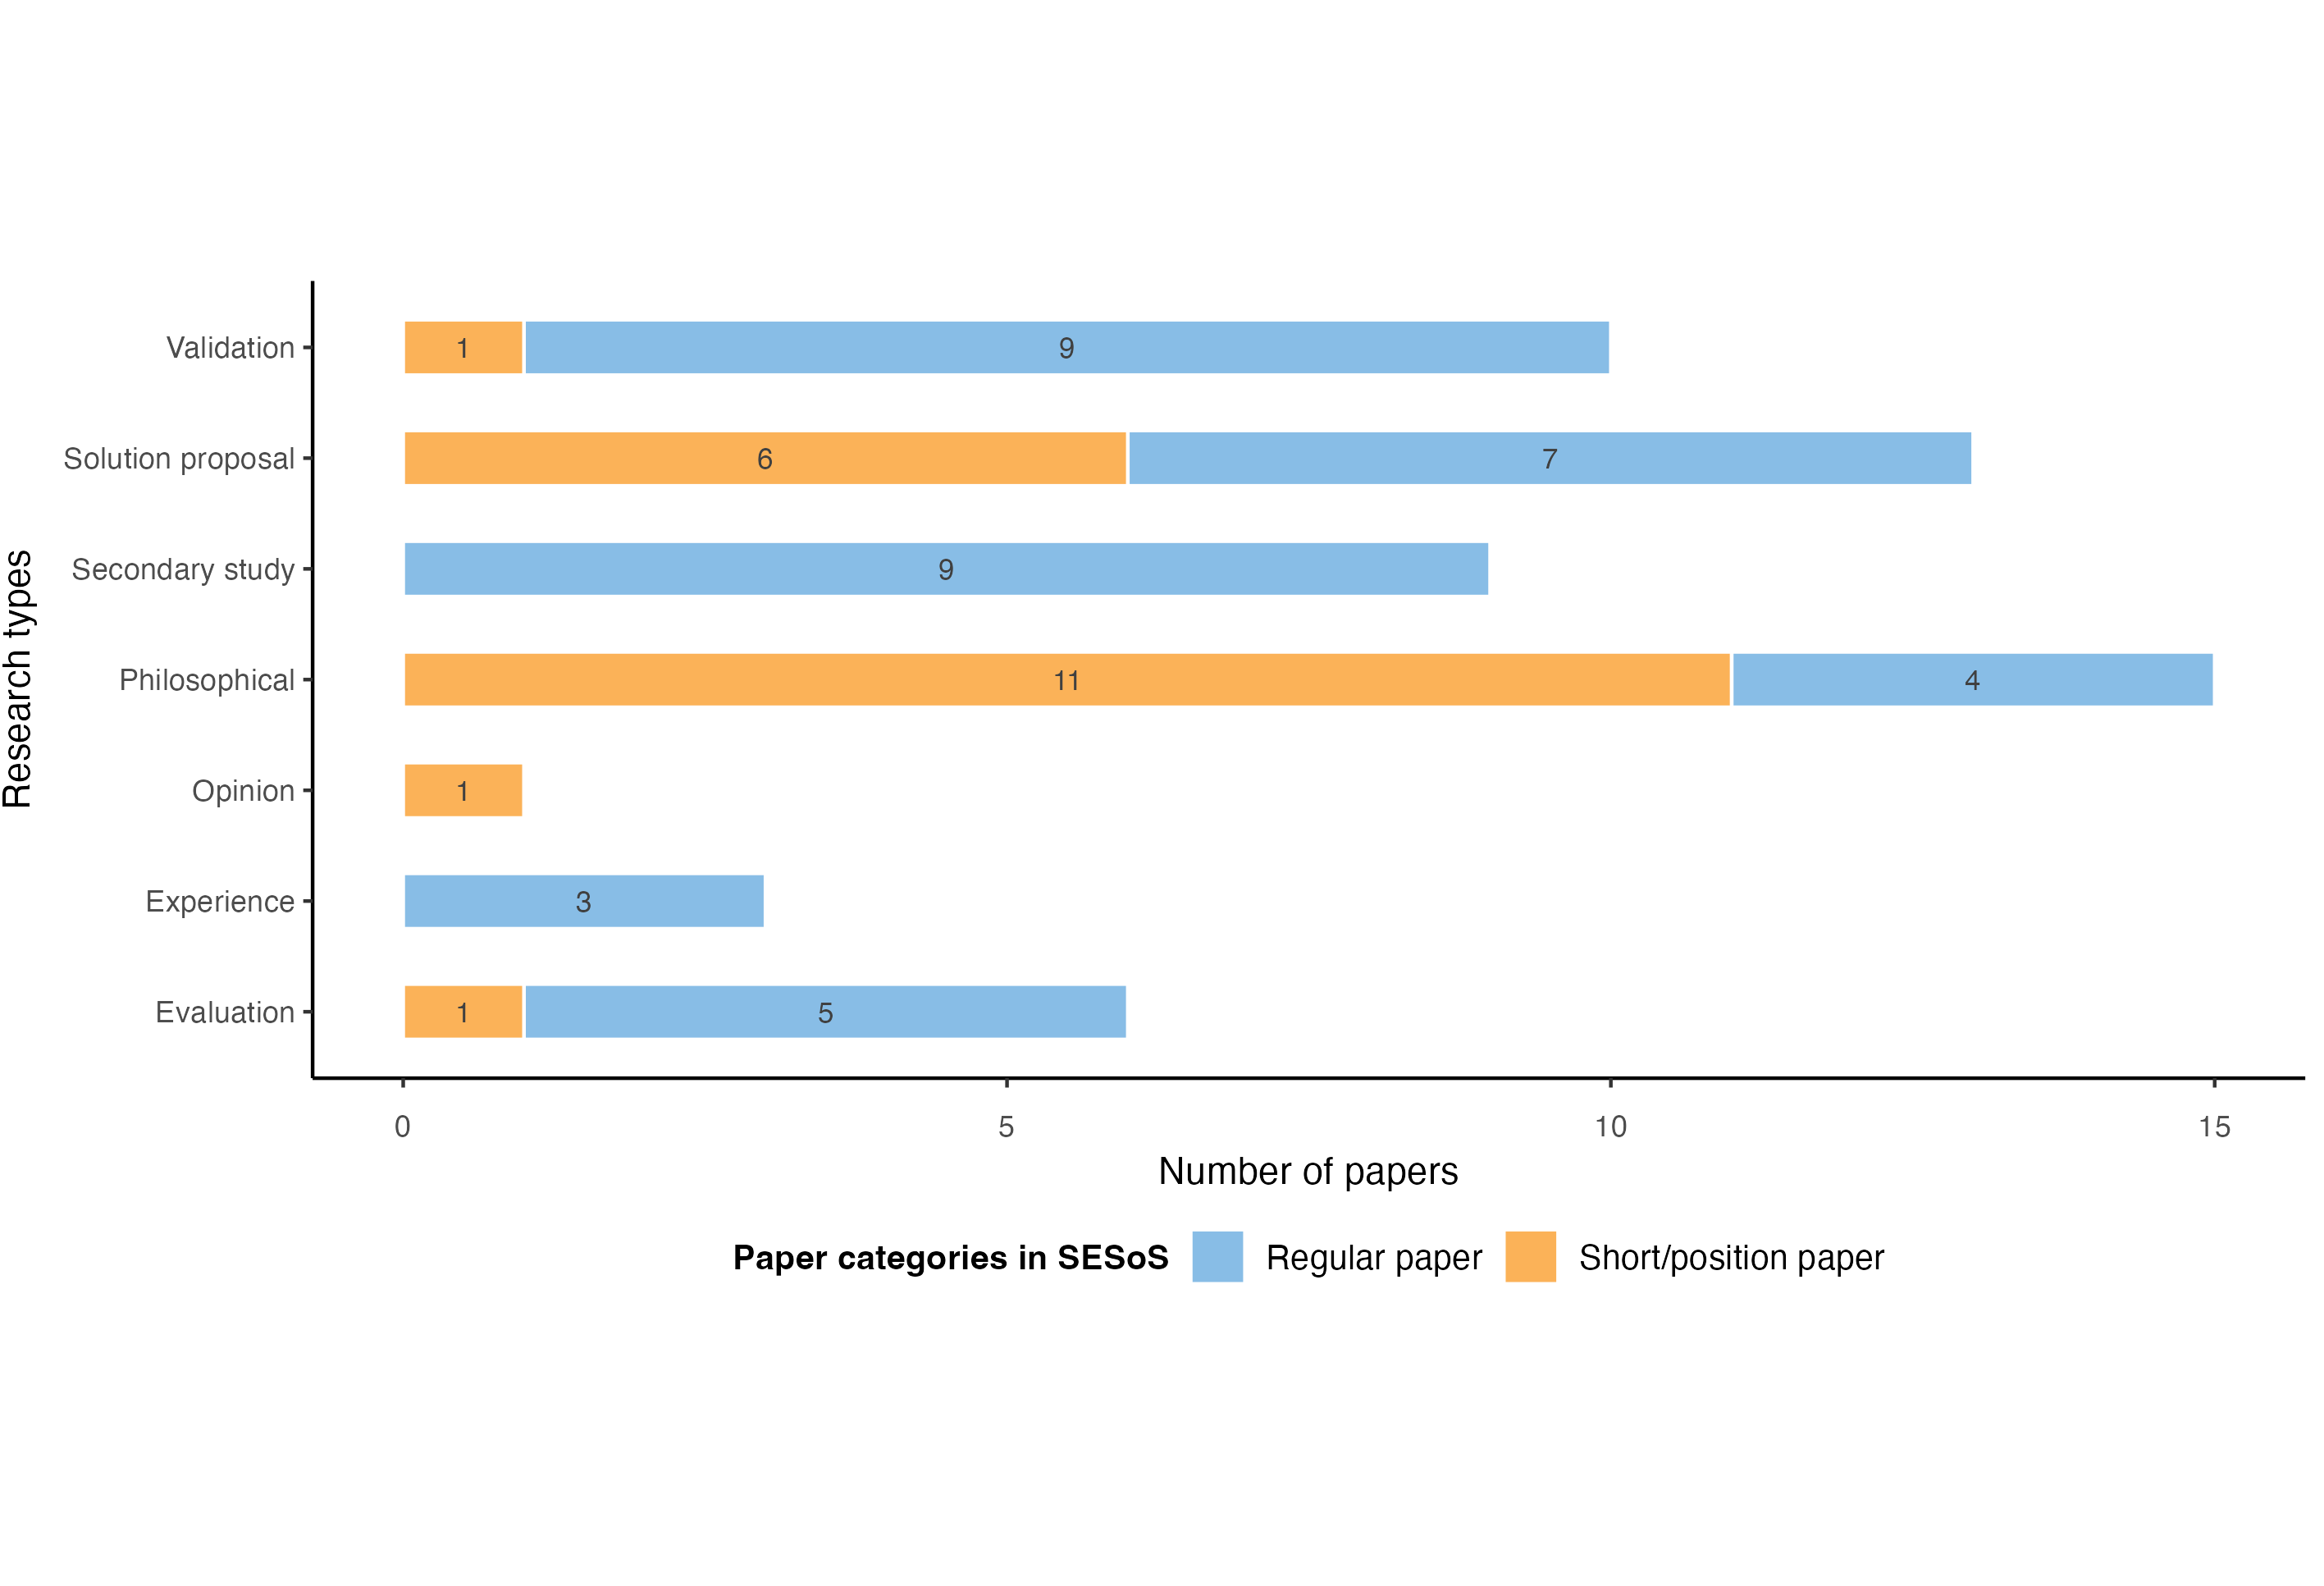 Research types
Validation 1 9
Solution proposal 6 7
Secondary study 9
Philosophical 11 4
Opinion 1
Experience 3
Evaluation 1 5
0 5 10 15
Number of papers
Paper categories in SESoS Regular paper Short/position paper